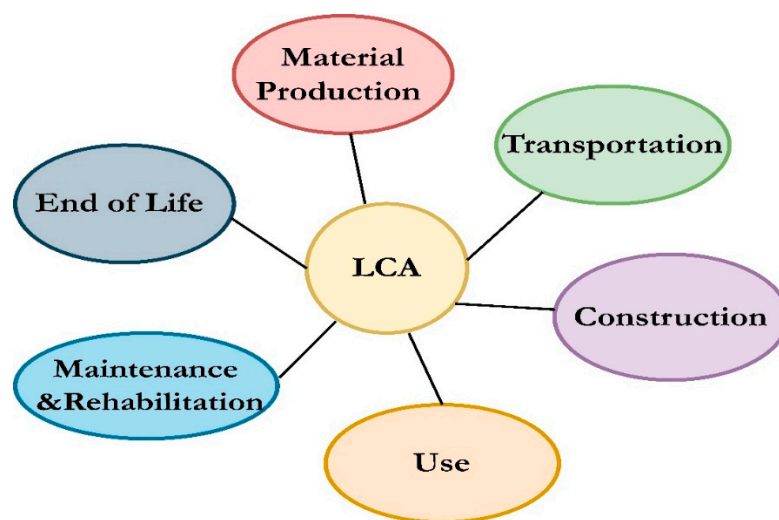 Material
Production
Transportation
End of Life
LCA
Construction
Maintenance
&Rehabilitation
Use